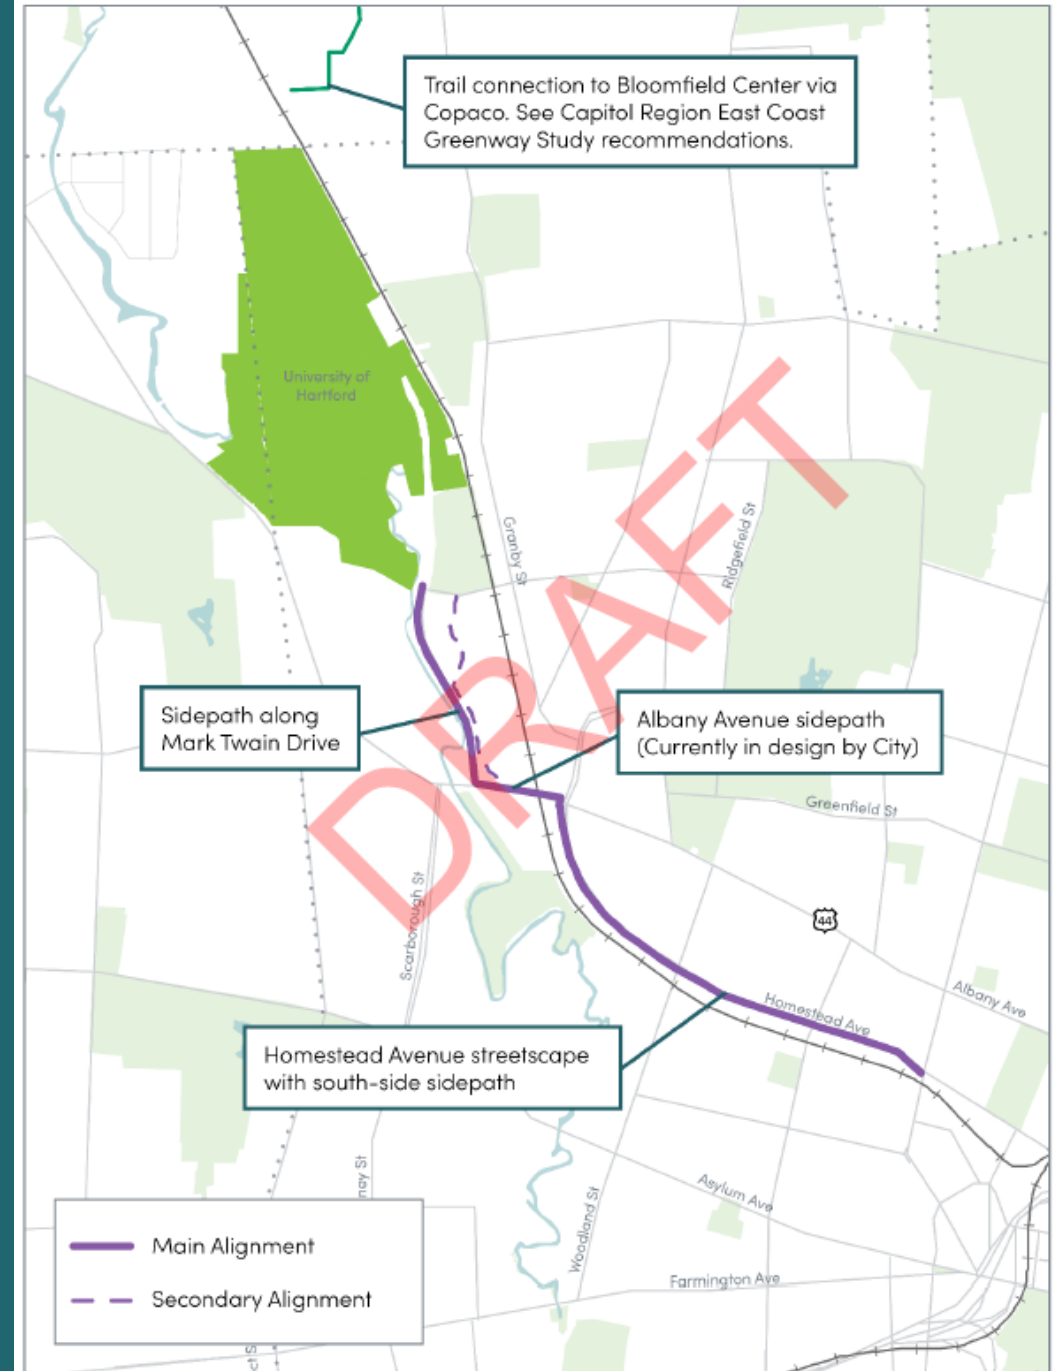 Trail connection to Bloomfield Center via
Copaco. See Capitol Region East Coast
Greenway Study recommendations.
University of
Hartford
Granby St
Ridgefield St
DRAFT
Sidepath along
Mark Twain Drive
Albany Avenue sidepath
(Currently in design by City)
Greenfield St
Scarborough St
44
Albany Ave
Homestead Ave
Homestead Avenue streetscape
with south-side sidepath
Asylum Ave
Woodland St
Farmington Ave
Main Alignment
Secondary Alignment